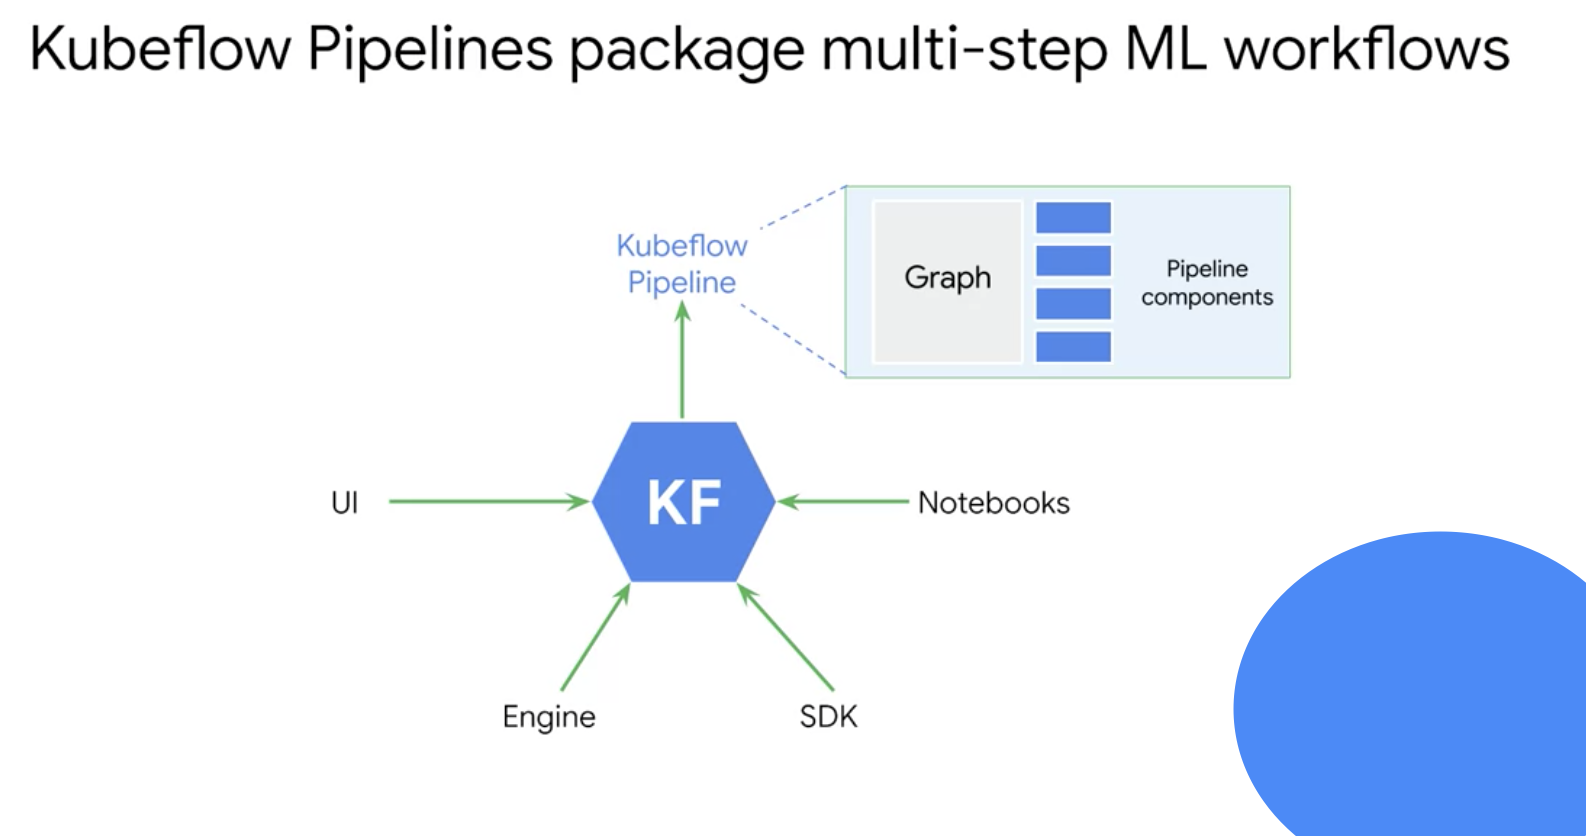 Kubeflow Pipelines package multi-step ML workflows
Kubeflow
Pipeline
Graph
Pipeline
components
UI
KF
Notebooks
Engine
SDK